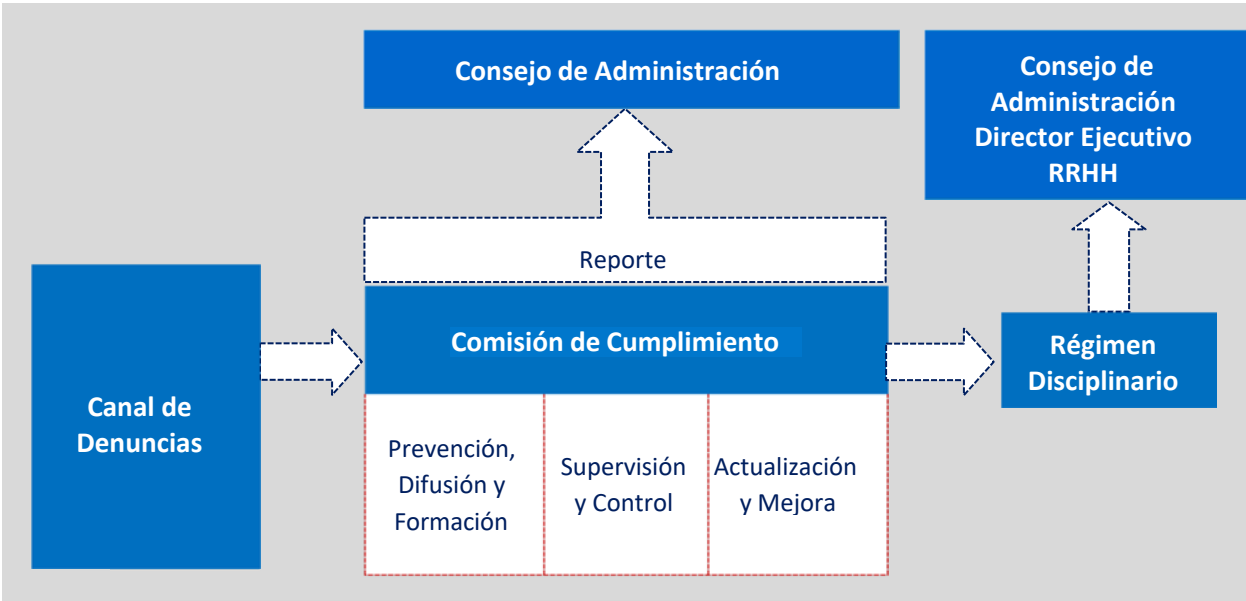 Consejo de Administración
Consejo de
Administración
Director Ejecutivo
RRHH
Reporte
Canal de
Denuncias
Comisión de Cumplimiento
Régimen
Disciplinario
Prevención,
Difusión y
Formación
Supervisión
y Control
Actualización
y Mejora